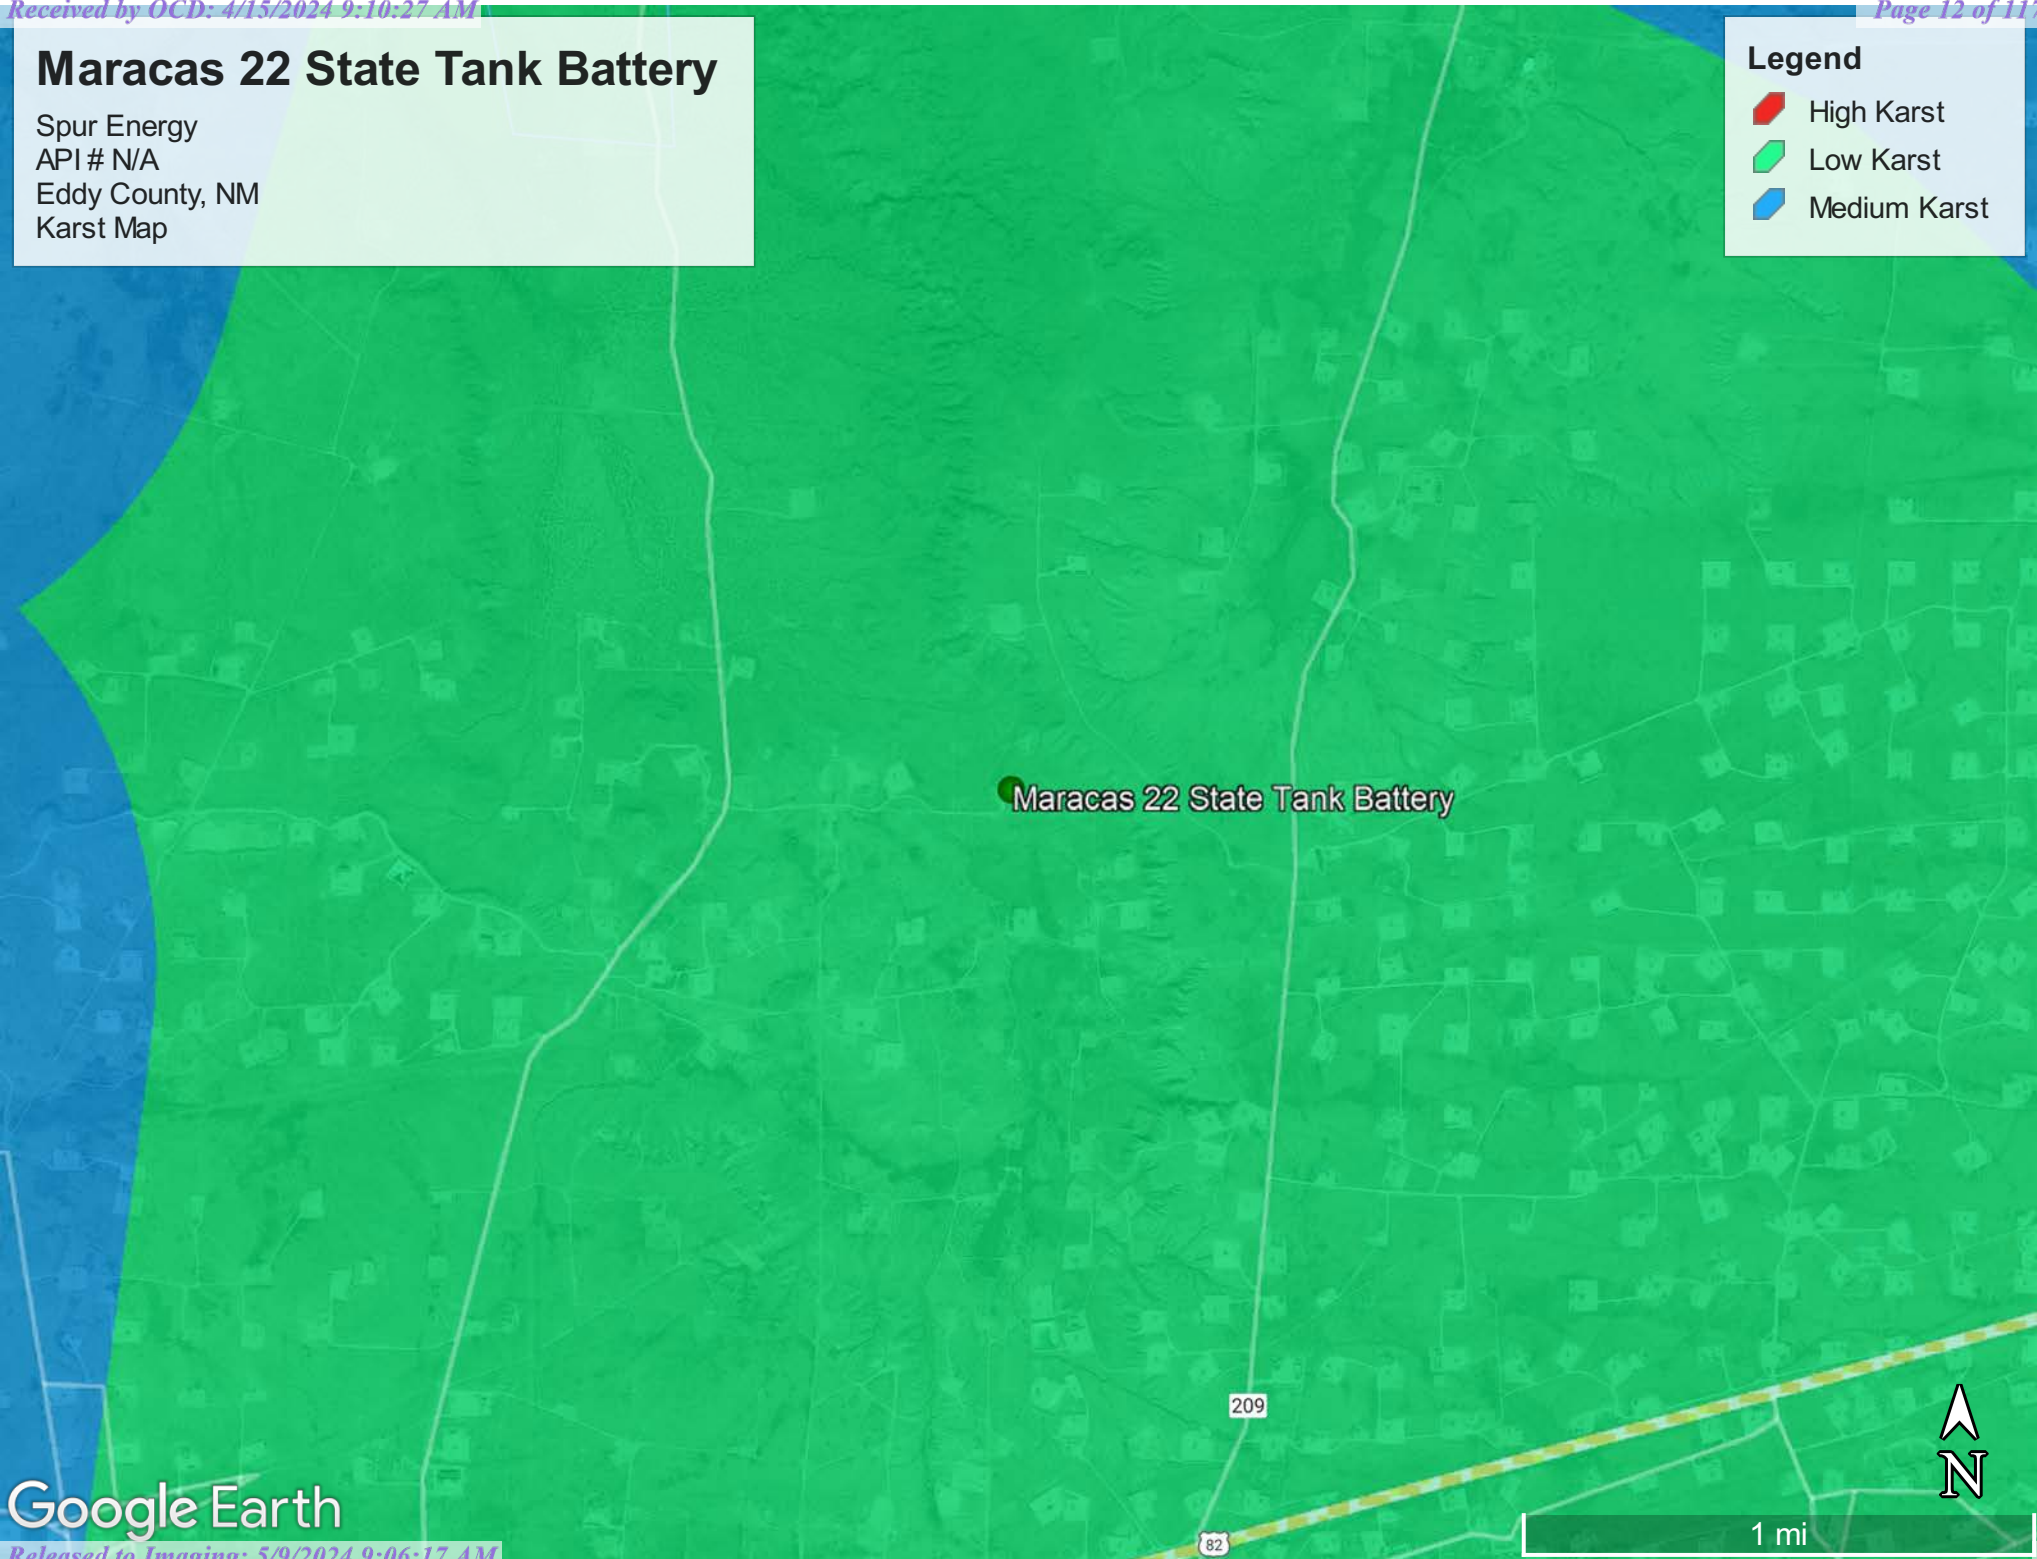 Received by OCD: 4/15/2024 9:10:27 AM
Page 12 of 117
Maracas 22 State Tank Battery
Spur Energy
API # N/A
Eddy County, NM
Karst Map
Legend
High Karst
Low Karst
Medium Karst
Maracas 22 State Tank Battery
209
82
N
1 mi
Google Earth
Released to Imaging: 5/9/2024 9:06:17 AM